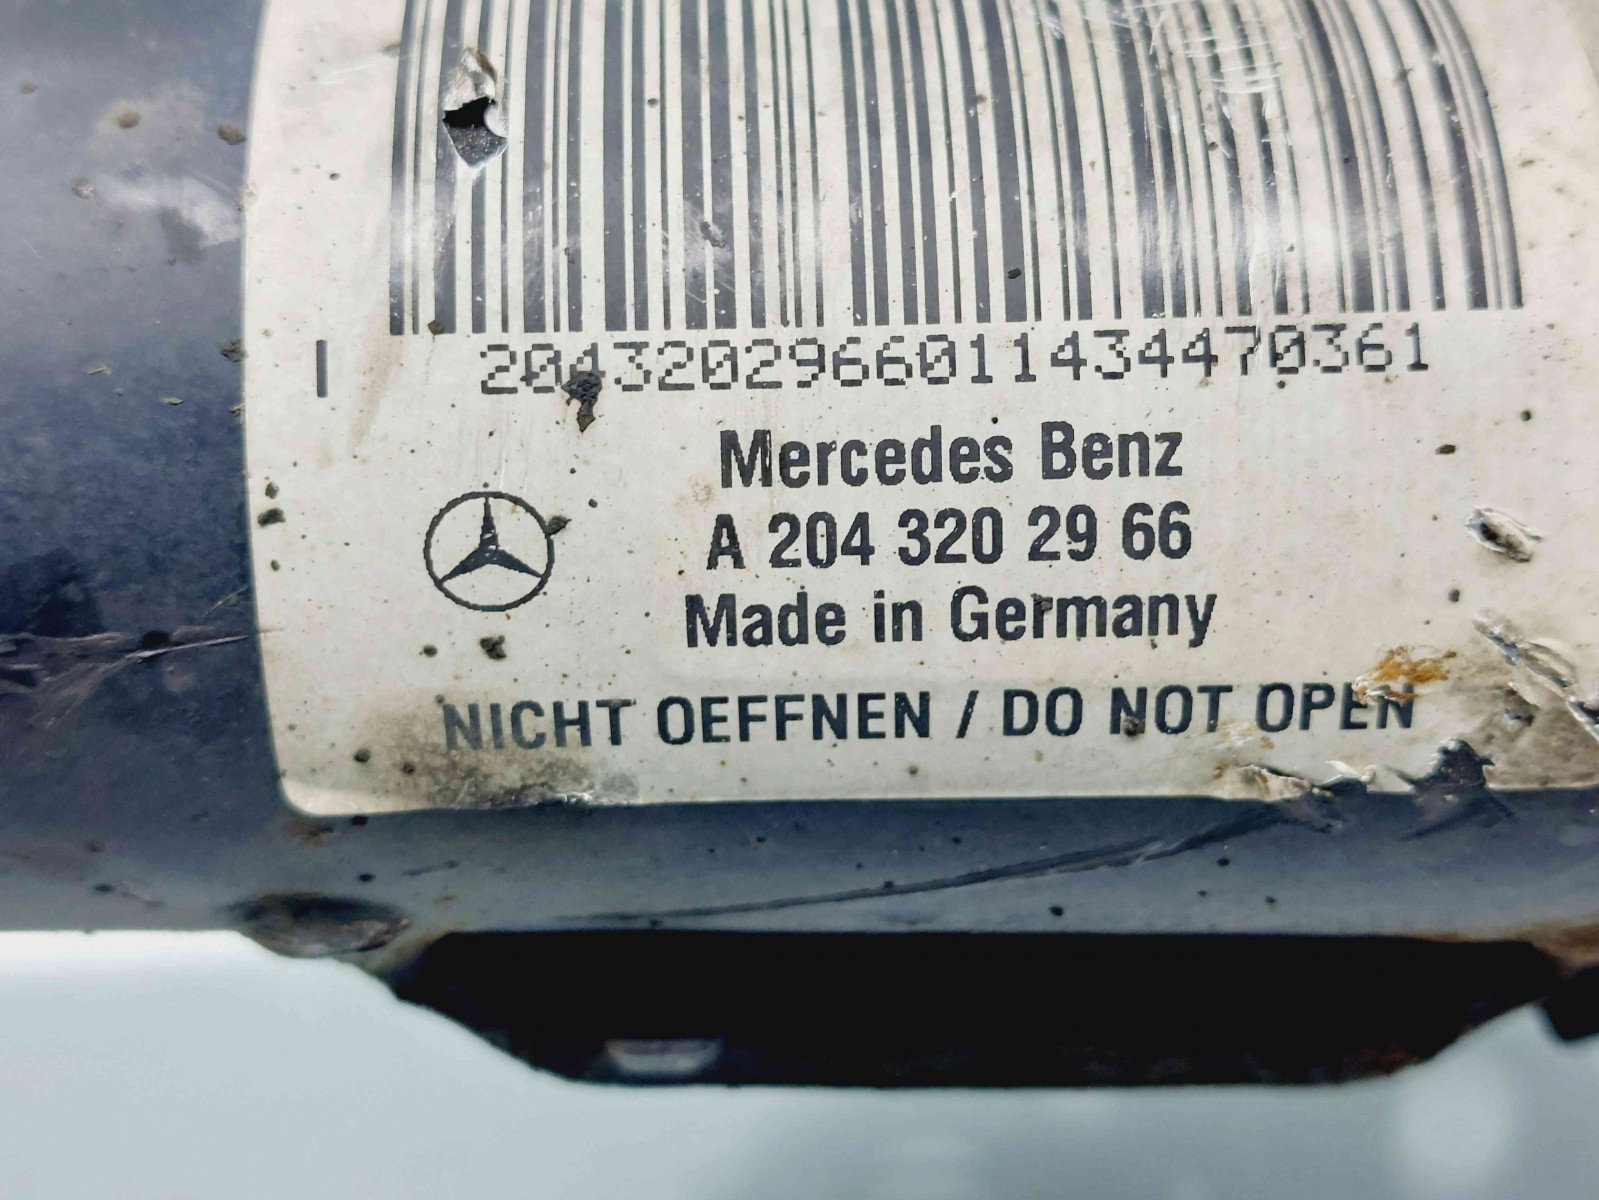 I 20432029660114344​70361
Mercedes Benz
A 204 320 29 66
Made in Germany
NICHT OEFFNEN / DO NOT OPEN